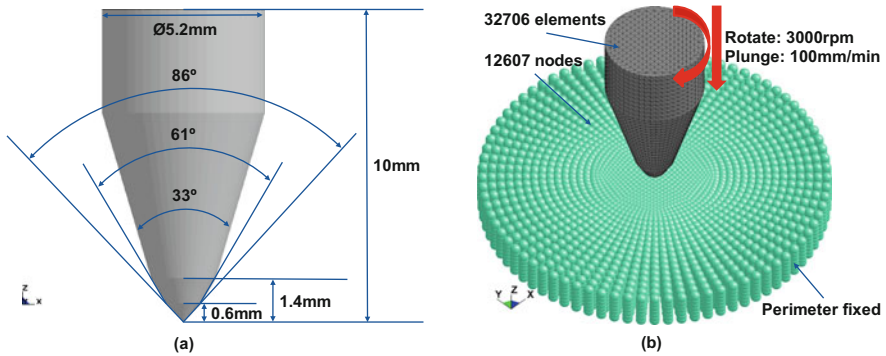 Ø5.2mm
86º
61º
33º
10mm
1.4mm
0.6mm
z
x
(a)
32706 elements
12607 nodes
Rotate: 3000rpm
Plunge: 100mm/min
Perimeter fixed
Y
Z
X
(b)